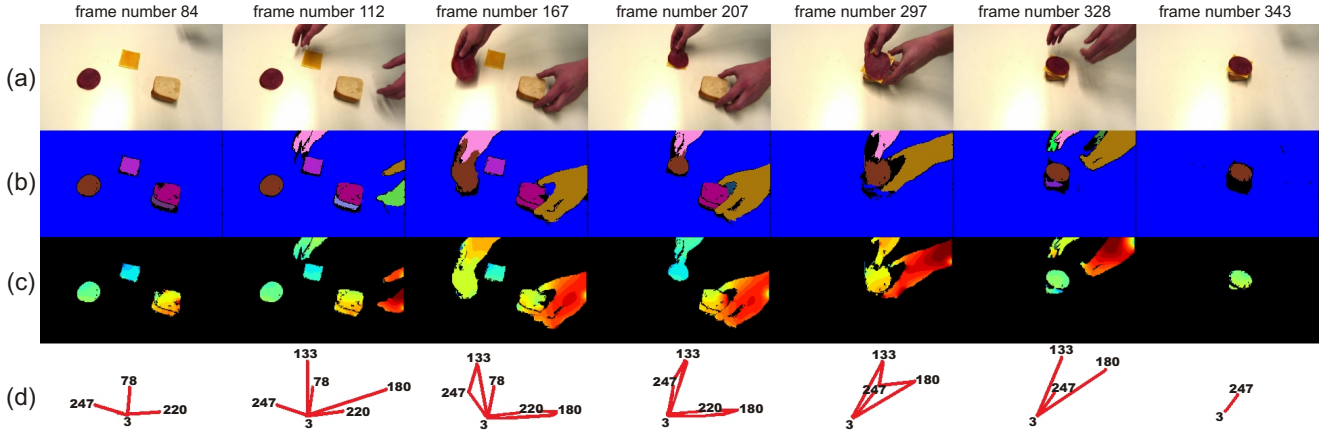 frame number 84 frame number 112 frame number 167 frame number 207 frame number 297 frame number 328 frame number 343
(a)
(b)
(c)
(d)
133 133 133 133 180
78 78 180 247 78 247 247 180 247 247
247 220 247 220 220 180 220 180
3 3 3 3 3 3 3